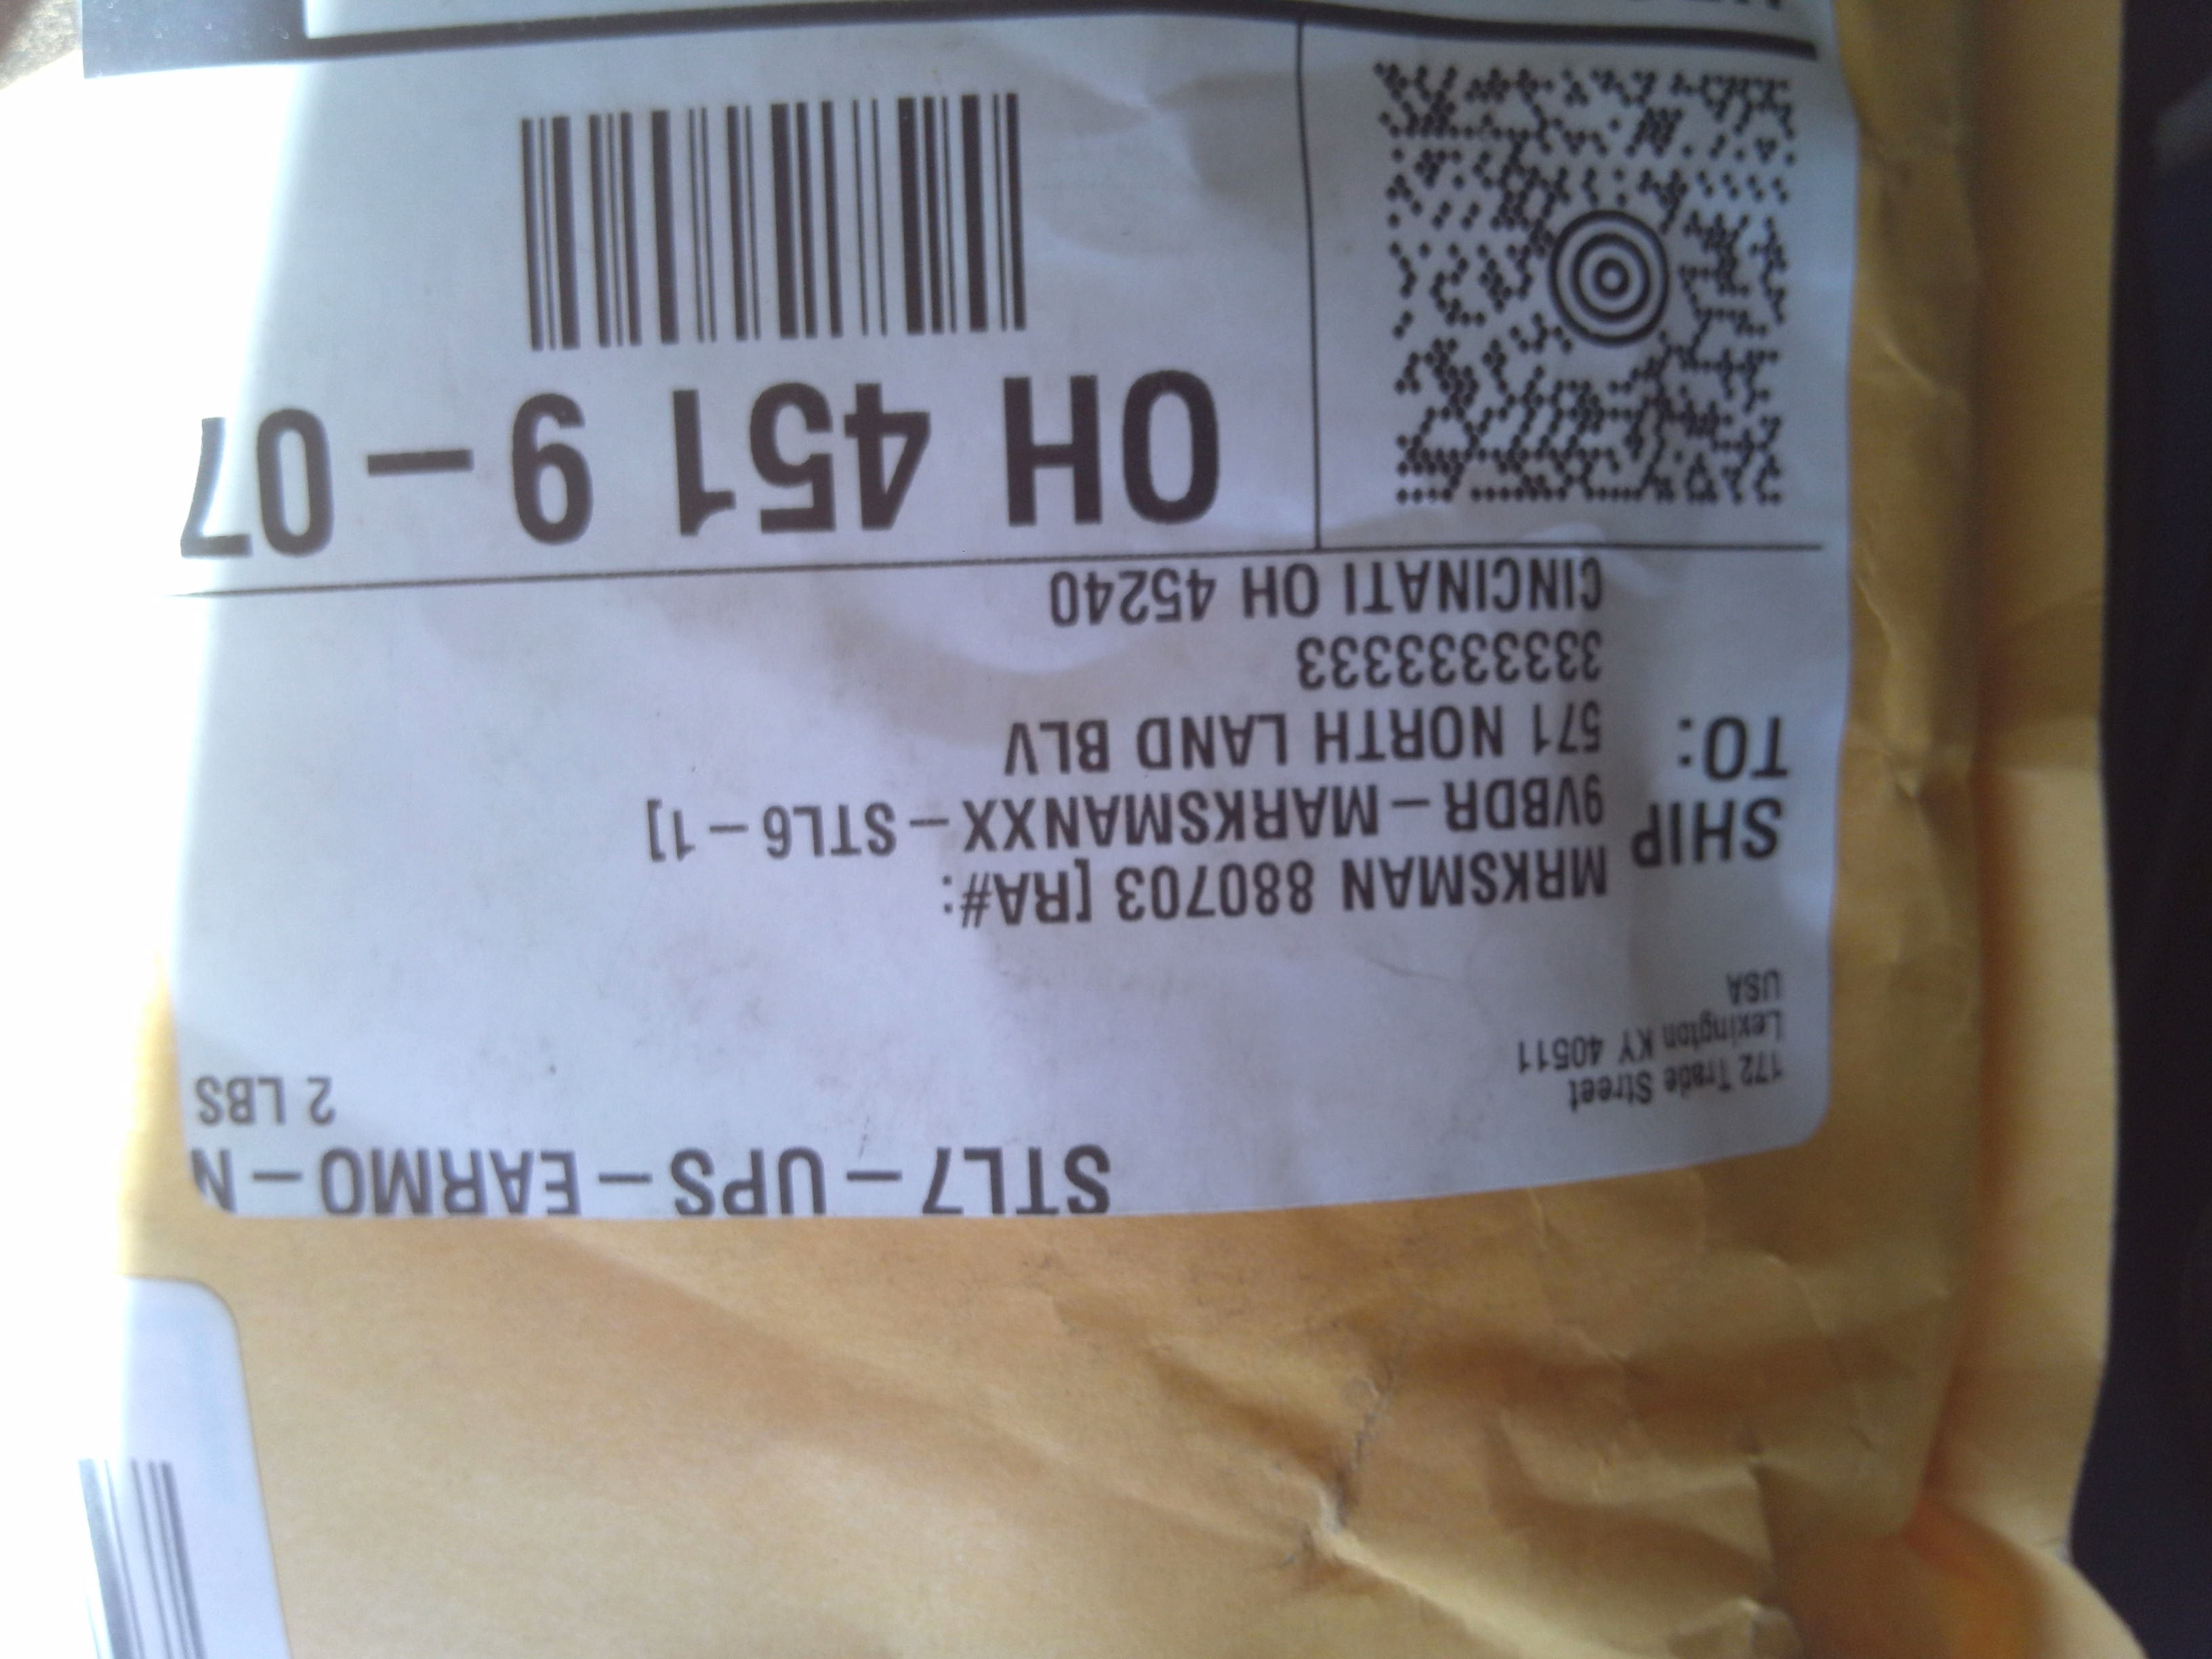 STL7 – UPS – EARMO – N
2 LBS
172 Trade Street
Lexington KY 40511
USA
SHIP
TO:
MRKSMAN 880703 [RA#:
9VBDR – MARKSMANXX – STL6 – 1]
571 NORTH LAND BLV
3333333333
CINCINATI OH 45240
OH 451 9 – 07